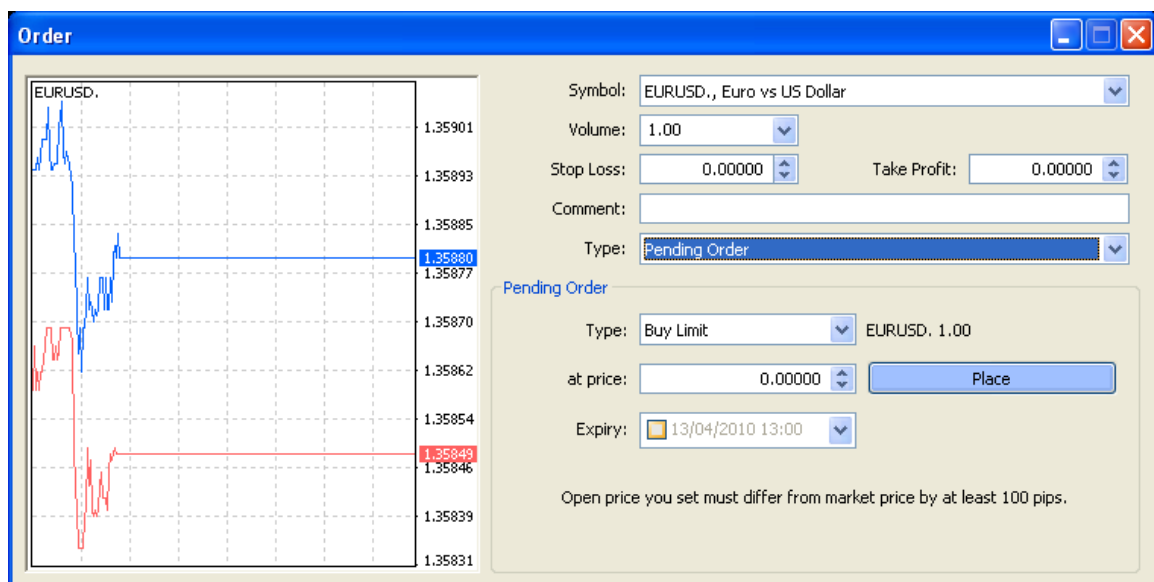 Order
EURUSD.
1.35901
1.35893
1.35885
1.35880
1.35877
1.35870
1.35862
1.35854
1.35849
1.35846
1.35839
1.35831
Symbol: EURUSD., Euro vs US Dollar
Volume: 1.00
Stop Loss: 0.00000 Take Profit: 0.00000
Comment:
Type: Pending Order
Pending Order
Type: Buy Limit EURUSD. 1.00
at price: 0.00000 Place
Expiry: 13/04/2010 13:00
Open price you set must differ from market price by at least 100 pips.